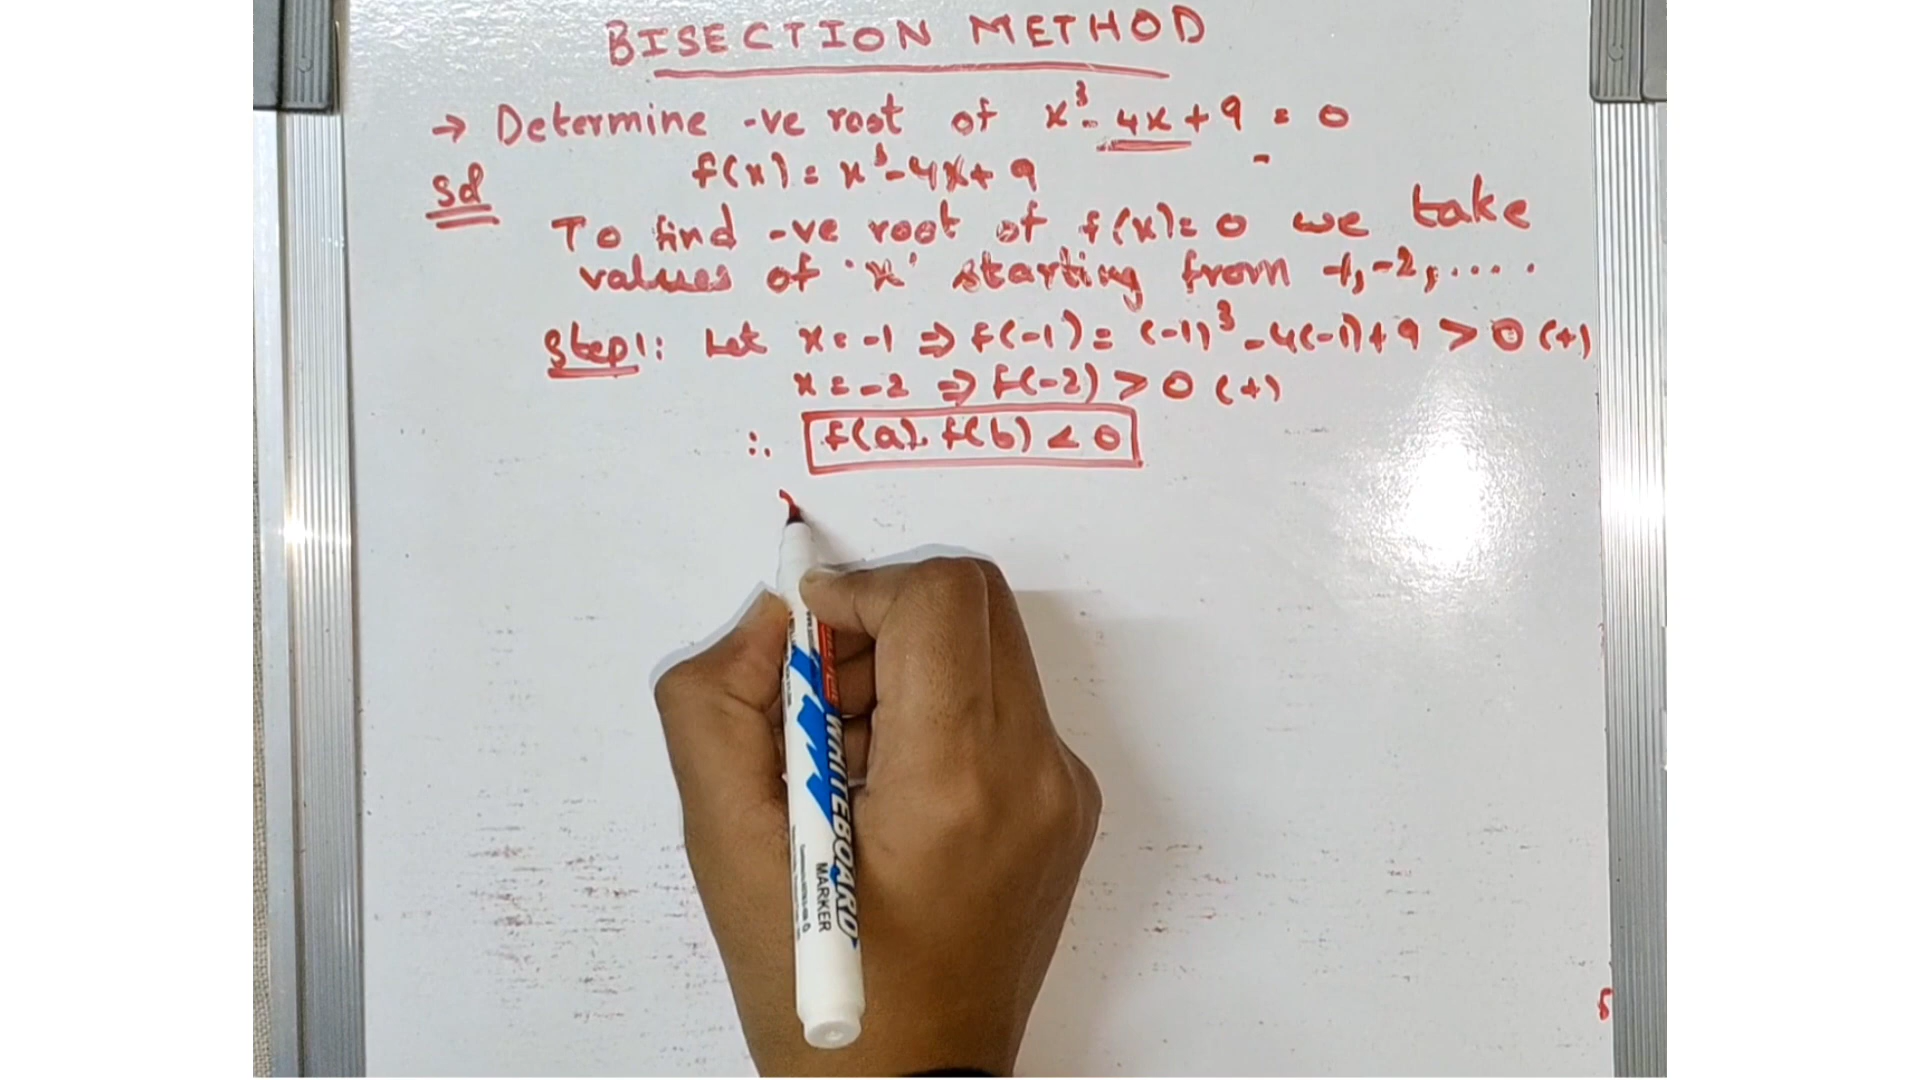 BISECTION METHOD
→ Determine -ve root of x³ - 4x + 9 = 0
Sol
f(x) = x³ - 4x + 9
To find -ve root of f(x) = 0 we take
values of 'x' starting from -1, -2, ....
Step1: Let x = -1 ⇒ f(-1) = (-1)³ - 4(-1) + 9 > 0 (+)
x = -2 ⇒ f(-2) > 0 (+)
∴ f(a). f(b) < 0
WHITEBOARD
MARKER